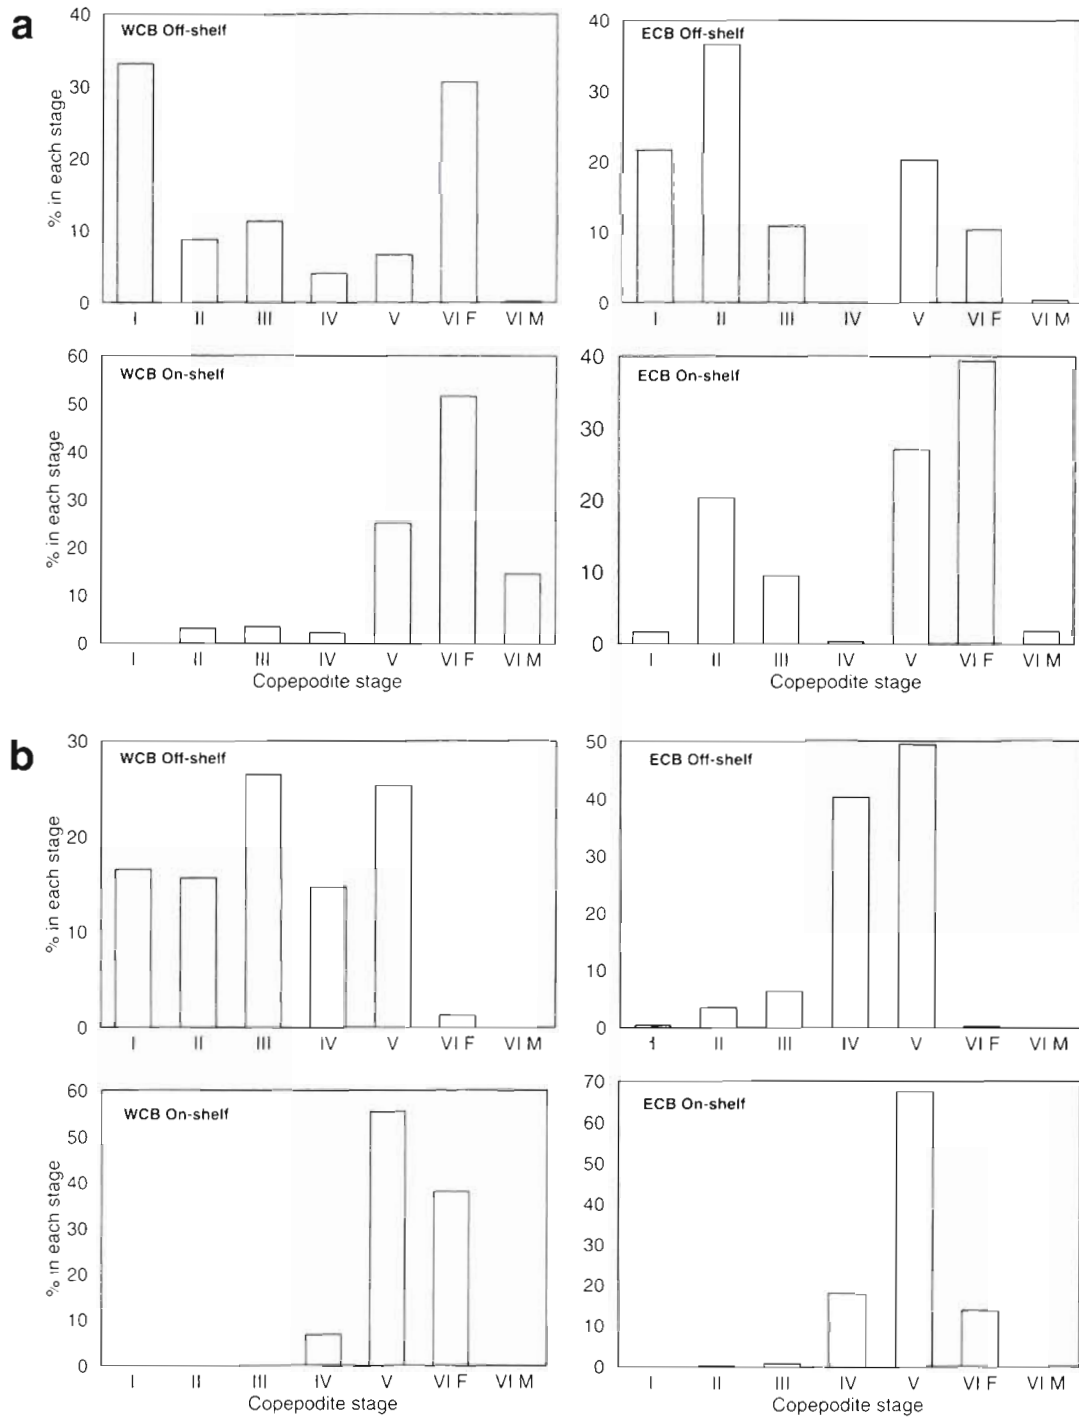 a
WCB Off-shelf
% in each stage
40
30
20
10
0
I II III IV V VI F VI M
ECB Off-shelf
40
30
20
10
0
I II III IV V VI F VI M
WCB On-shelf
% in each stage
60
50
40
30
20
10
0
I II III IV V VI F VI M
Copepodite stage
ECB On-shelf
40
30
20
10
0
I II III IV V VI F VI M
Copepodite stage
b
WCB Off-shelf
% in each stage
30
20
10
0
I II III IV V VI F VI M
ECB Off-shelf
50
40
30
20
10
0
I II III IV V VI F VI M
WCB On-shelf
% in each stage
60
50
40
30
20
10
0
I II III IV V VI F VI M
Copepodite stage
ECB On-shelf
70
60
50
40
30
20
10
0
I II III IV V VI F VI M
Copepodite stage